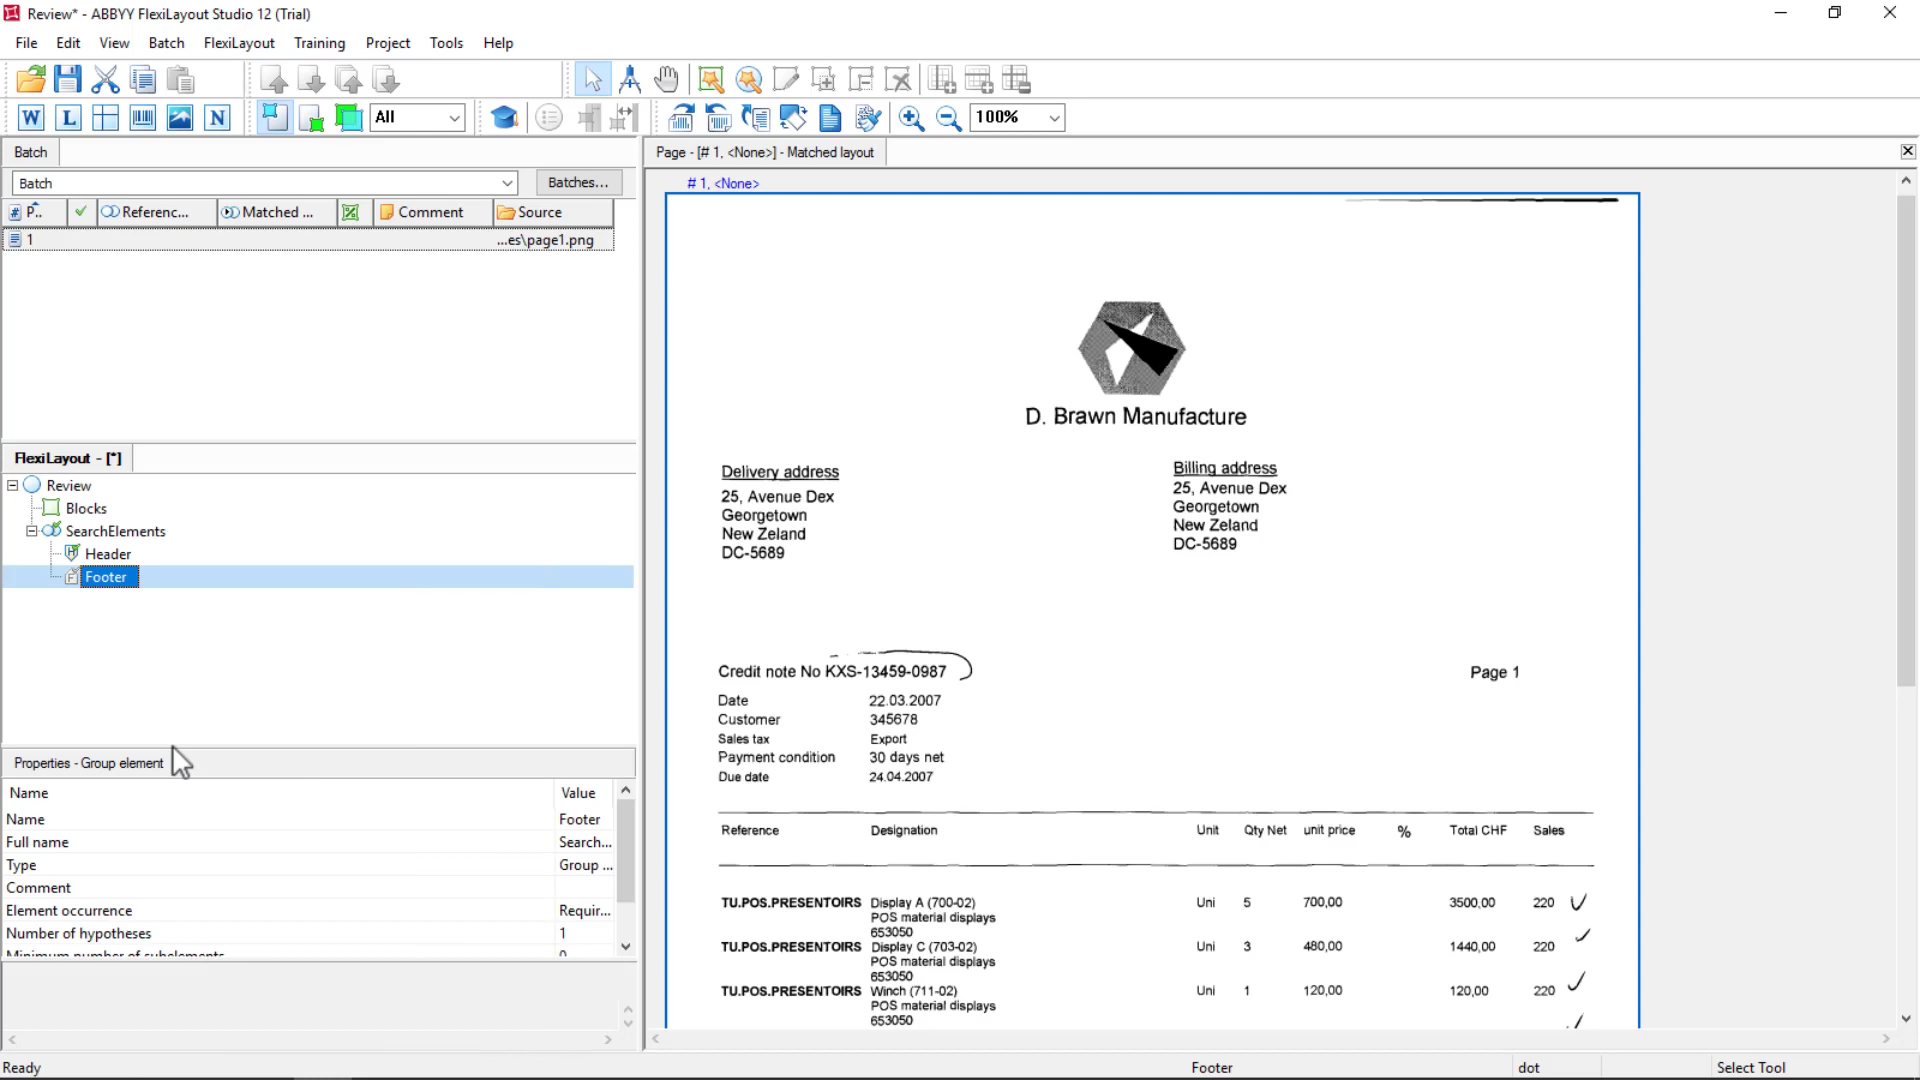 Review* - ABBYY FlexiLayout Studio 12 (Trial)
File Edit View Batch FlexiLayout Training Project Tools Help
W L N All 100%
Batch
Page - [# 1, <None>] - Matched layout
Batch Batches...
# 1, <None>
# P.. Referenc... Matched ... Comment Source
1 ...es\page1.png
D. Brawn Manufacture
FlexiLayout - [*]
Review
Blocks
SearchElements
Header
Footer
Delivery address
25, Avenue Dex
Georgetown
New Zeland
DC-5689
Billing address
25, Avenue Dex
Georgetown
New Zeland
DC-5689
Credit note No KXS-13459-0987 Page 1
Date 22.03.2007
Customer 345678
Sales tax Export
Payment condition 30 days net
Due date 24.04.2007
Reference Designation Unit Qty Net unit price % Total CHF Sales
TU.POS.PRESENTOIRS Display A (700-02) Uni 5 700,00 3500,00 220
POS material displays
653050
TU.POS.PRESENTOIRS Display C (703-02) Uni 3 480,00 1440,00 220
POS material displays
653050
TU.POS.PRESENTOIRS Winch (711-02) Uni 1 120,00 120,00 220
POS material displays
653050
Properties - Group element
Name Value
Name Footer
Full name Search...
Type Group ...
Comment
Element occurrence Requir...
Number of hypotheses 1
Minimum number of subelements 0
Ready Footer dot Select Tool